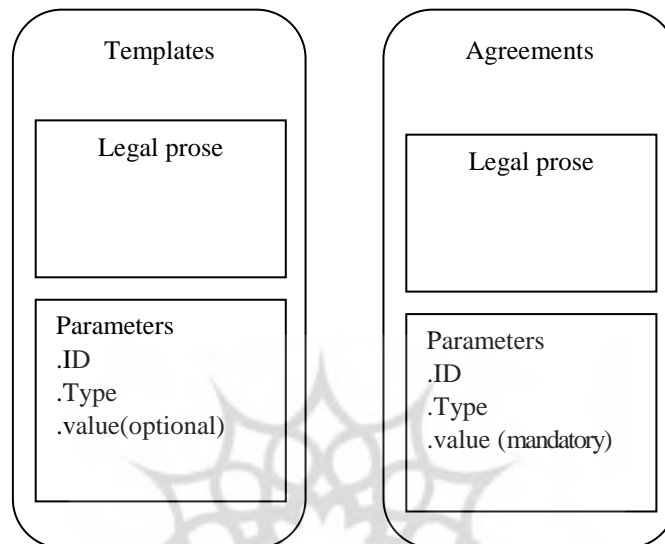 Templates
Legal prose
Parameters
.ID
.Type
.value(optional)
Agreements
Legal prose
Parameters
.ID
.Type
.value (mandatory)